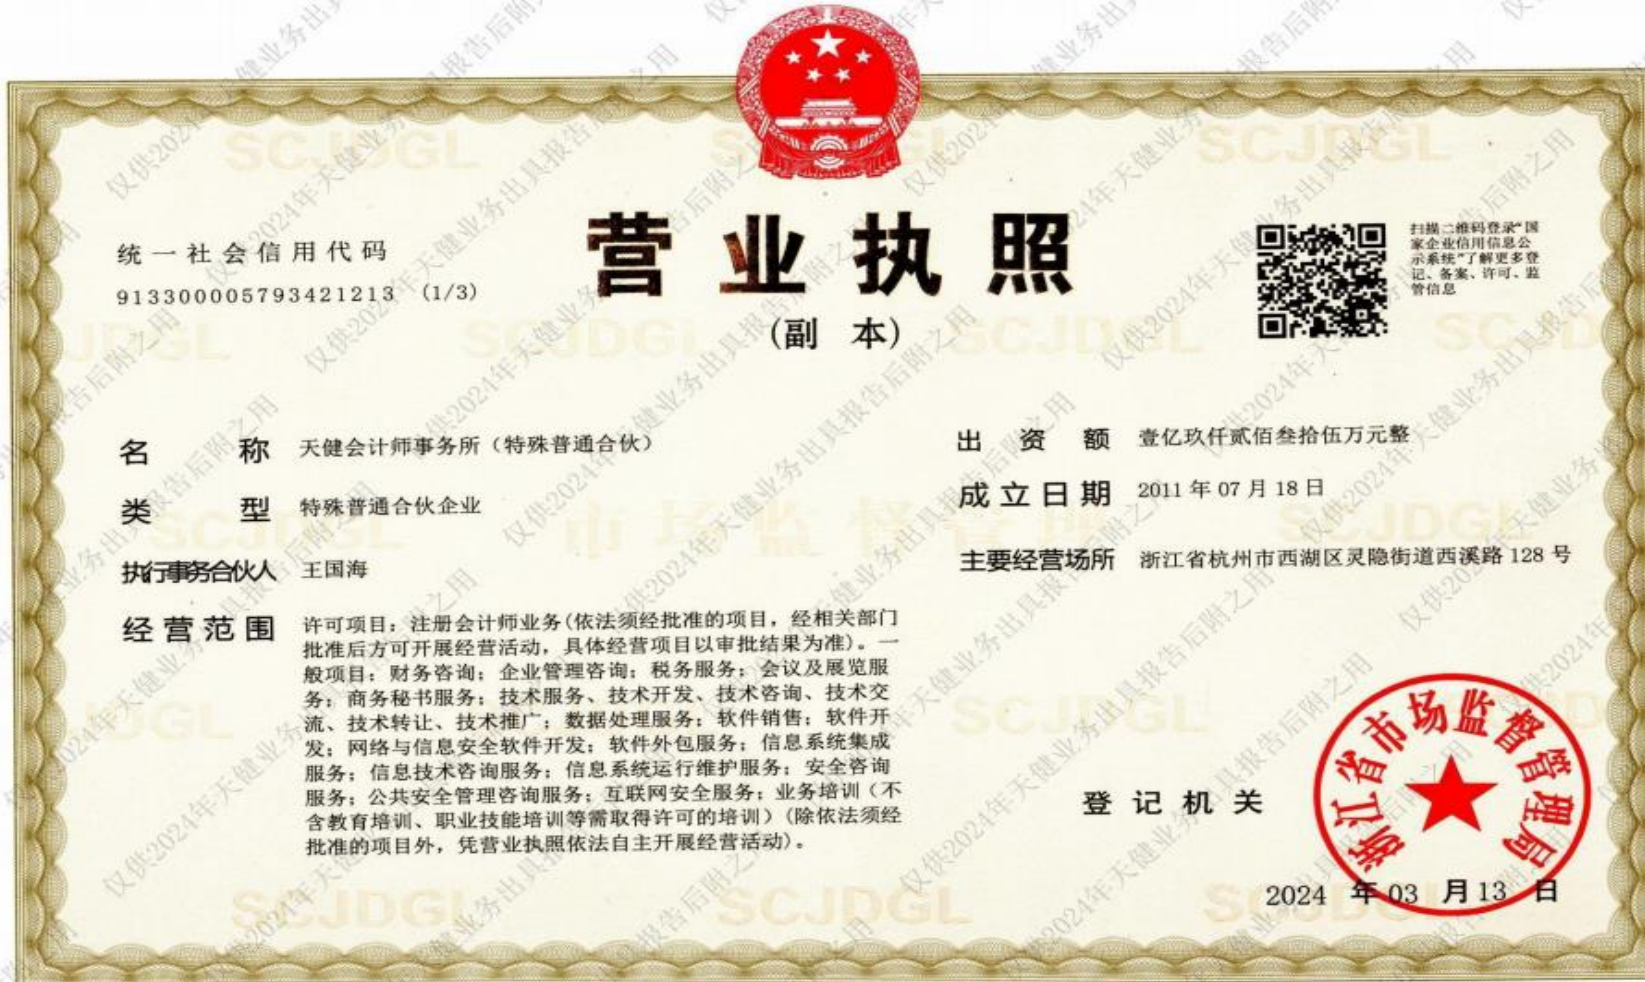 营业执照
(副 本)
统一社会信用代码
913300005793421213 (1/3)
扫描二维码登录“国
家企业信用信息公
示系统”了解更多登
记、备案、许可、监
管信息
名 称 天健会计师事务所（特殊普通合伙）
类 型 特殊普通合伙企业
执行事务合伙人 王国海
经营范围 许可项目：注册会计师业务(依法须经批准的项目，经相关部门
批准后方可开展经营活动，具体经营项目以审批结果为准)。一
般项目：财务咨询；企业管理咨询；税务服务；会议及展览服
务；商务秘书服务；技术服务、技术开发、技术咨询、技术交
流、技术转让、技术推广；数据处理服务；软件销售；软件开
发；网络与信息安全软件开发；软件外包服务；信息系统集成
服务；信息技术咨询服务；信息系统运行维护服务；安全咨询
服务；公共安全管理咨询服务；互联网安全服务；业务培训（不
含教育培训、职业技能培训等需取得许可的培训）(除依法须经
批准的项目外，凭营业执照依法自主开展经营活动)。
出 资 额 壹亿玖仟贰佰叁拾伍万元整
成立日期 2011 年 07 月 18 日
主要经营场所 浙江省杭州市西湖区灵隐街道西溪路 128 号
登记机关
浙江省市场监督管理局
2024 年 03 月 13 日
SCJDGL
市场监督管理
仅供2024年天健业务出具报告后附之用